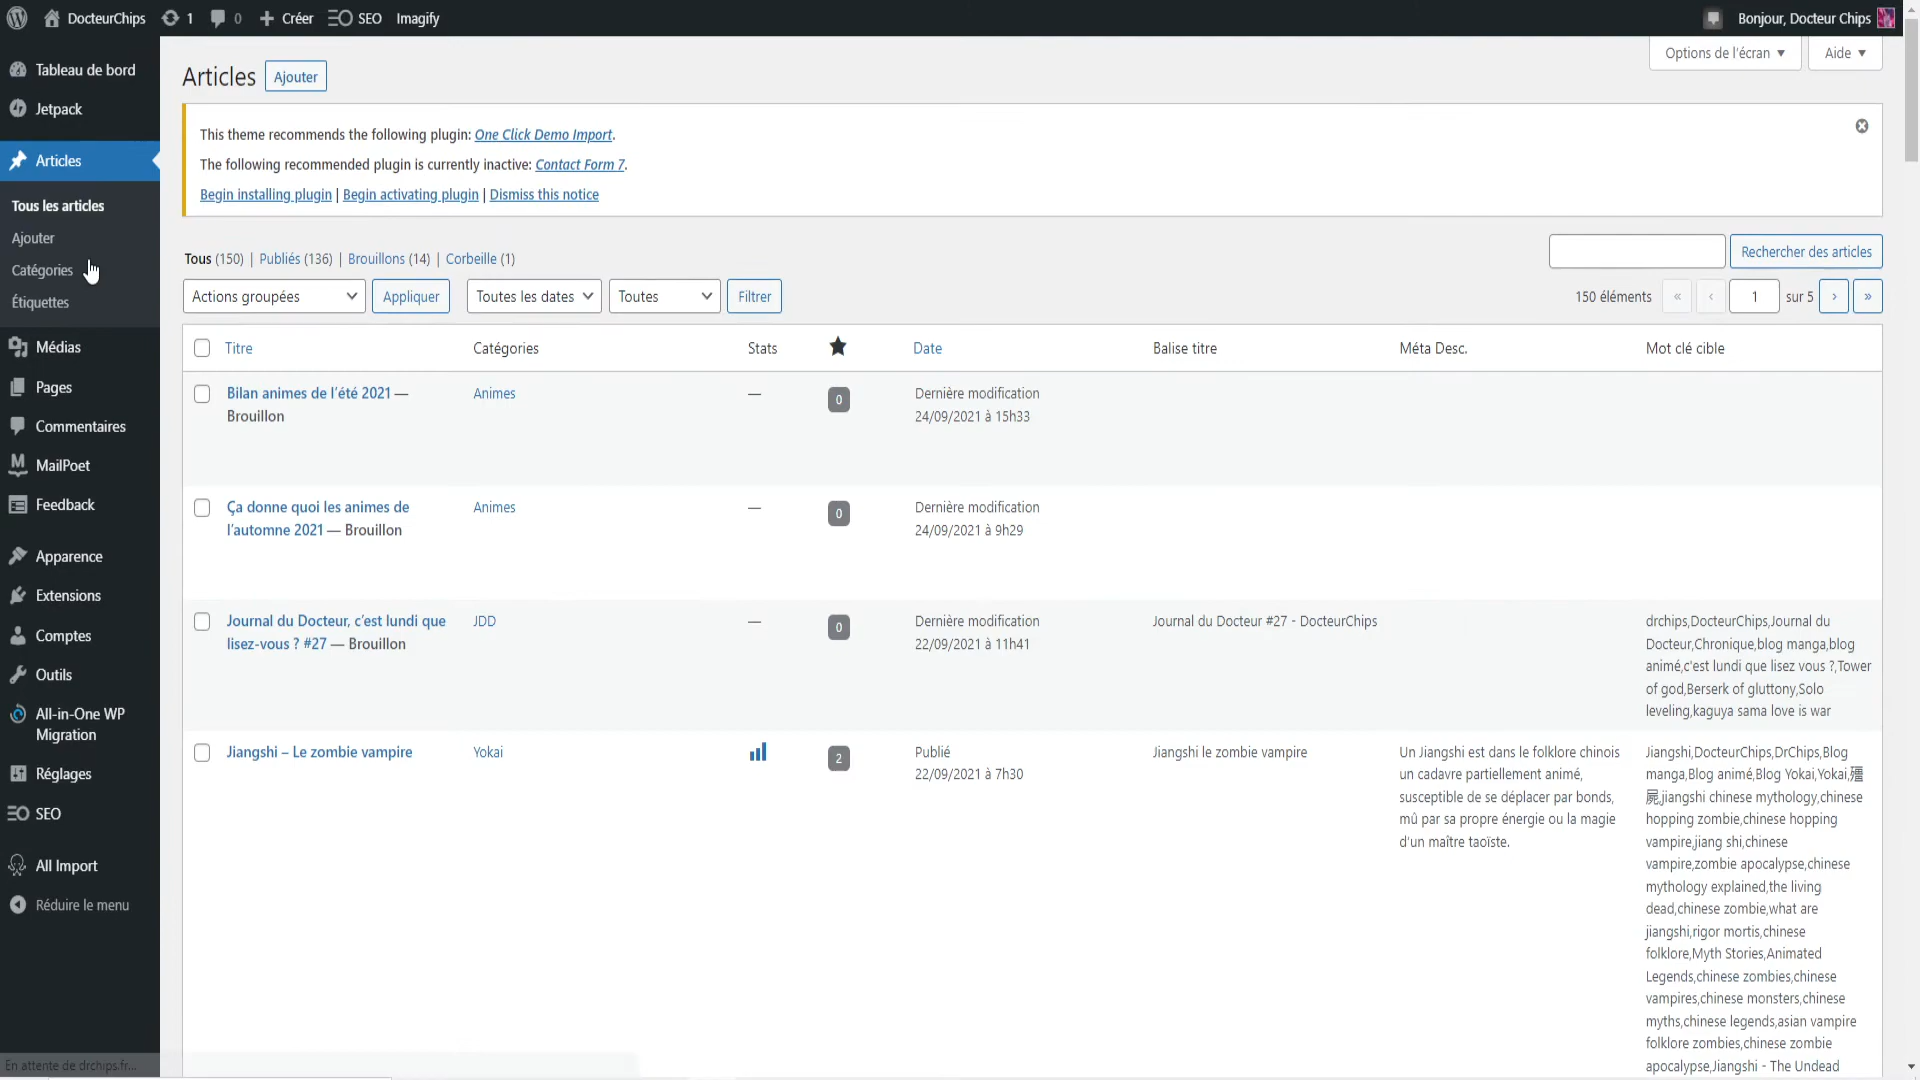 DocteurChips 1 0 Créer SEO Imagify Bonjour, Docteur Chips
Tableau de bord
Jetpack
Articles
Tous les articles
Ajouter
Catégories
Étiquettes
Médias
Pages
Commentaires
MailPoet
Feedback
Apparence
Extensions
Comptes
Outils
All-in-One WP
Migration
Réglages
SEO
All Import
Réduire le menu
En attente de drchips.fr...
Options de l'écran Aide
Articles Ajouter
This theme recommends the following plugin: One Click Demo Import.
The following recommended plugin is currently inactive: Contact Form 7.
Begin installing plugin | Begin activating plugin | Dismiss this notice
Tous (150) | Publiés (136) | Brouillons (14) | Corbeille (1)
Rechercher des articles
Actions groupées Appliquer Toutes les dates Toutes Filtrer
150 éléments « ‹ 1 sur 5 › »
Titre Catégories Stats Date Balise titre Méta Desc. Mot clé cible
Bilan animes de l'été 2021 —
Brouillon
Animes
—
0
Dernière modification
24/09/2021 à 15h33
Ça donne quoi les animes de
l'automne 2021 — Brouillon
Animes
—
0
Dernière modification
24/09/2021 à 9h29
Journal du Docteur, c'est lundi que
lisez-vous ? #27 — Brouillon
JDD
—
0
Dernière modification
22/09/2021 à 11h41
Journal du Docteur #27 - DocteurChips
drchips,DocteurChips,Journal du
Docteur,Chronique,blog manga,blog
animé,c'est lundi que lisez vous ?,Tower
of god,Berserk of gluttony,Solo
leveling,kaguya sama love is war
Jiangshi – Le zombie vampire
Yokai
2
Publié
22/09/2021 à 7h30
Jiangshi le zombie vampire
Un Jiangshi est dans le folklore chinois
un cadavre partiellement animé,
susceptible de se déplacer par bonds,
mû par sa propre énergie ou la magie
d'un maître taoïste.
Jiangshi,DocteurChips,DrChips,Blog
manga,Blog animé,Blog Yokai,Yokai,殭
屍,jiangshi chinese mythology,chinese
hopping zombie,chinese hopping
vampire,jiang shi,chinese
vampire,zombie apocalypse,chinese
mythology explained,the living
dead,chinese zombie,what are
jiangshi,rigor mortis,chinese
folklore,Myth Stories,Animated
Legends,chinese zombies,chinese
vampires,chinese monsters,chinese
myths,chinese legends,asian vampire
folklore zombies,chinese zombie
apocalypse,Jiangshi - The Undead